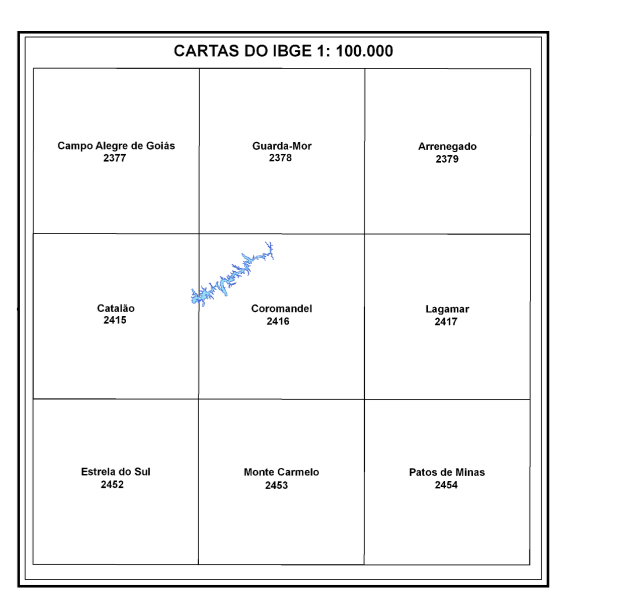 CARTAS DO IBGE 1: 100.000
Campo Alegre de Goiás
2377
Guarda-Mor
2378
Arrenegado
2379
Catalão
2415
Coromandel
2416
Lagamar
2417
Estrela do Sul
2452
Monte Carmelo
2453
Patos de Minas
2454